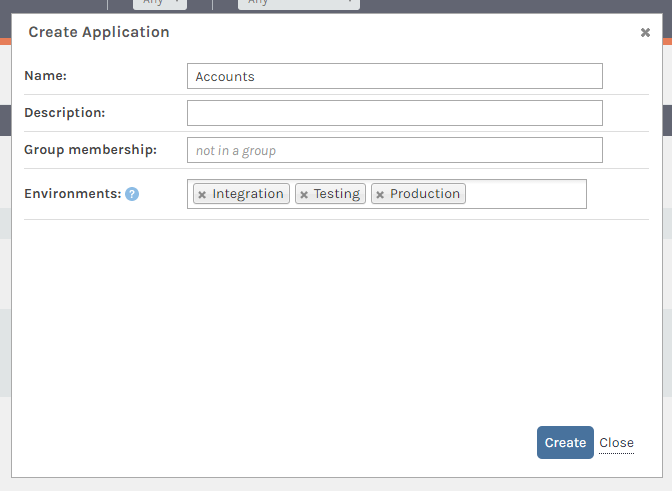 Any Any
Create Application ✖
Name: Accounts
Description:
Group membership: not in a group
Environments: ? ✖ Integration ✖ Testing ✖ Production
Create Close